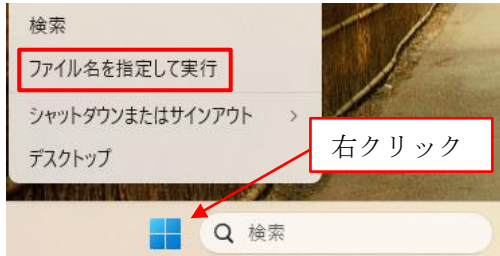 検索
ファイル名を指定して実行
シャットダウンまたはサインアウト
デスクトップ
右クリック
検索